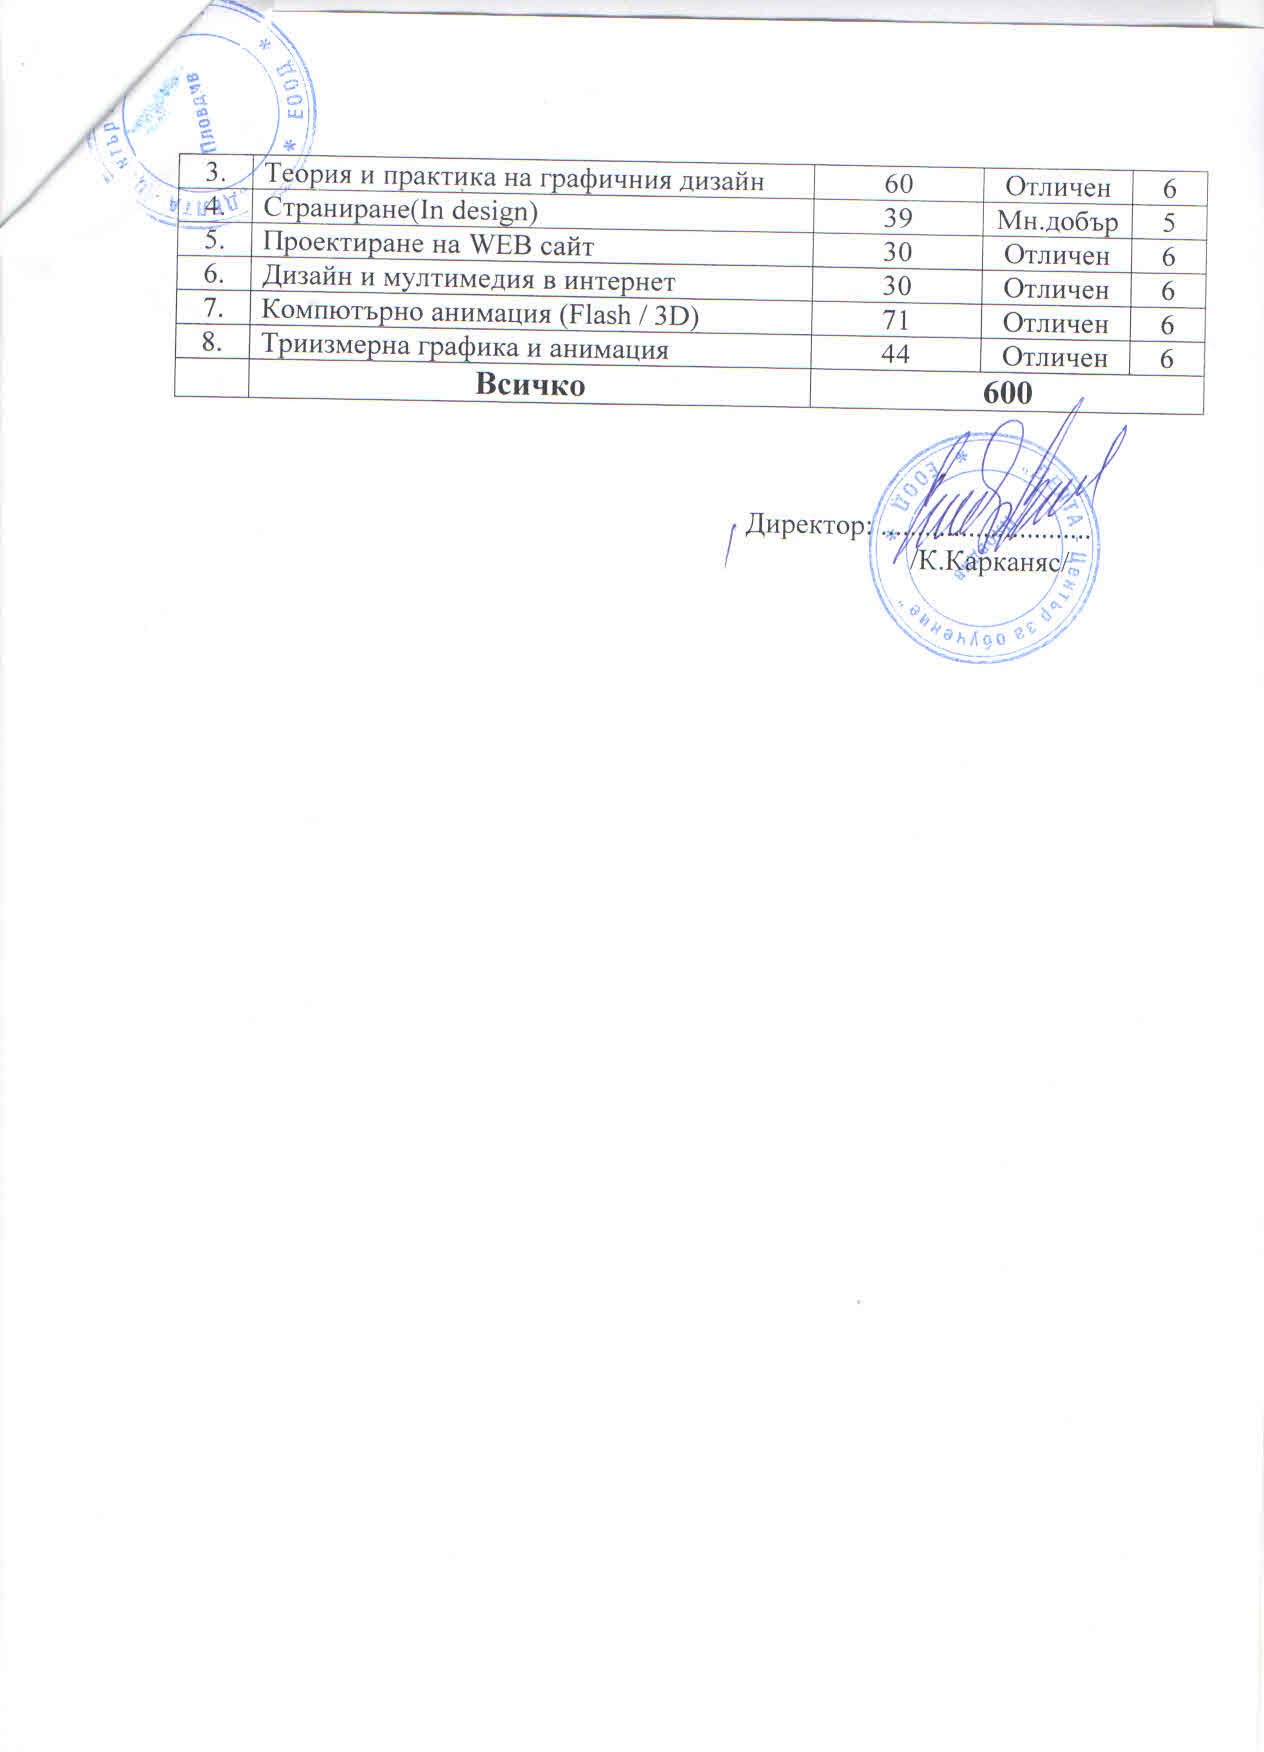 * ЕООД *
Пловдив
"ДЕЛТА - Ц
3. Теория и практика на графичния дизайн 60 Отличен 6
4. Страниране(In design) 39 Мн.добър 5
5. Проектиране на WEB сайт 30 Отличен 6
6. Дизайн и мултимедия в интернет 30 Отличен 6
7. Компютърно анимация (Flash / 3D) 71 Отличен 6
8. Триизмерна графика и анимация 44 Отличен 6
Всичко 600
Директор: ..............................
/К.Карканяс/
Център за обучение"